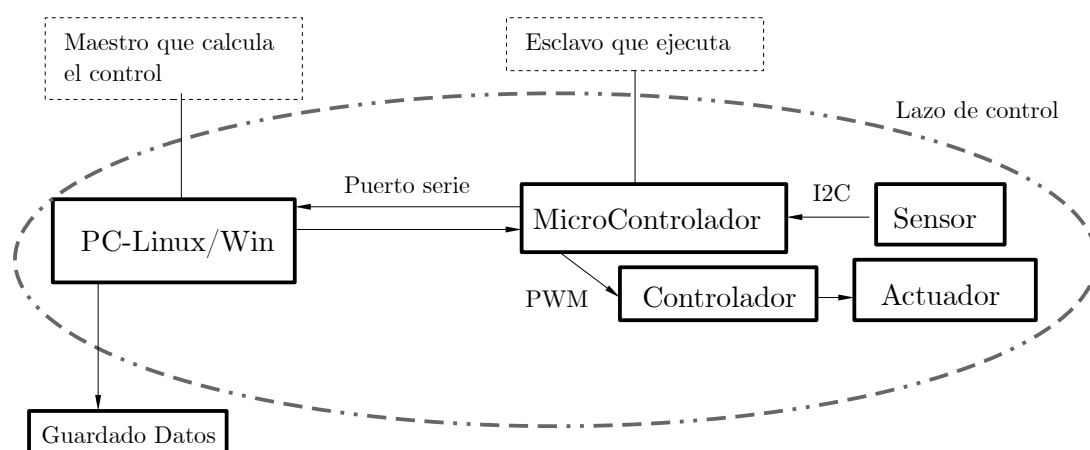 Maestro que calcula
el control
Esclavo que ejecuta
Lazo de control
Puerto serie
I2C
PC-Linux/Win
MicroControlador
Sensor
PWM
Controlador
Actuador
Guardado Datos